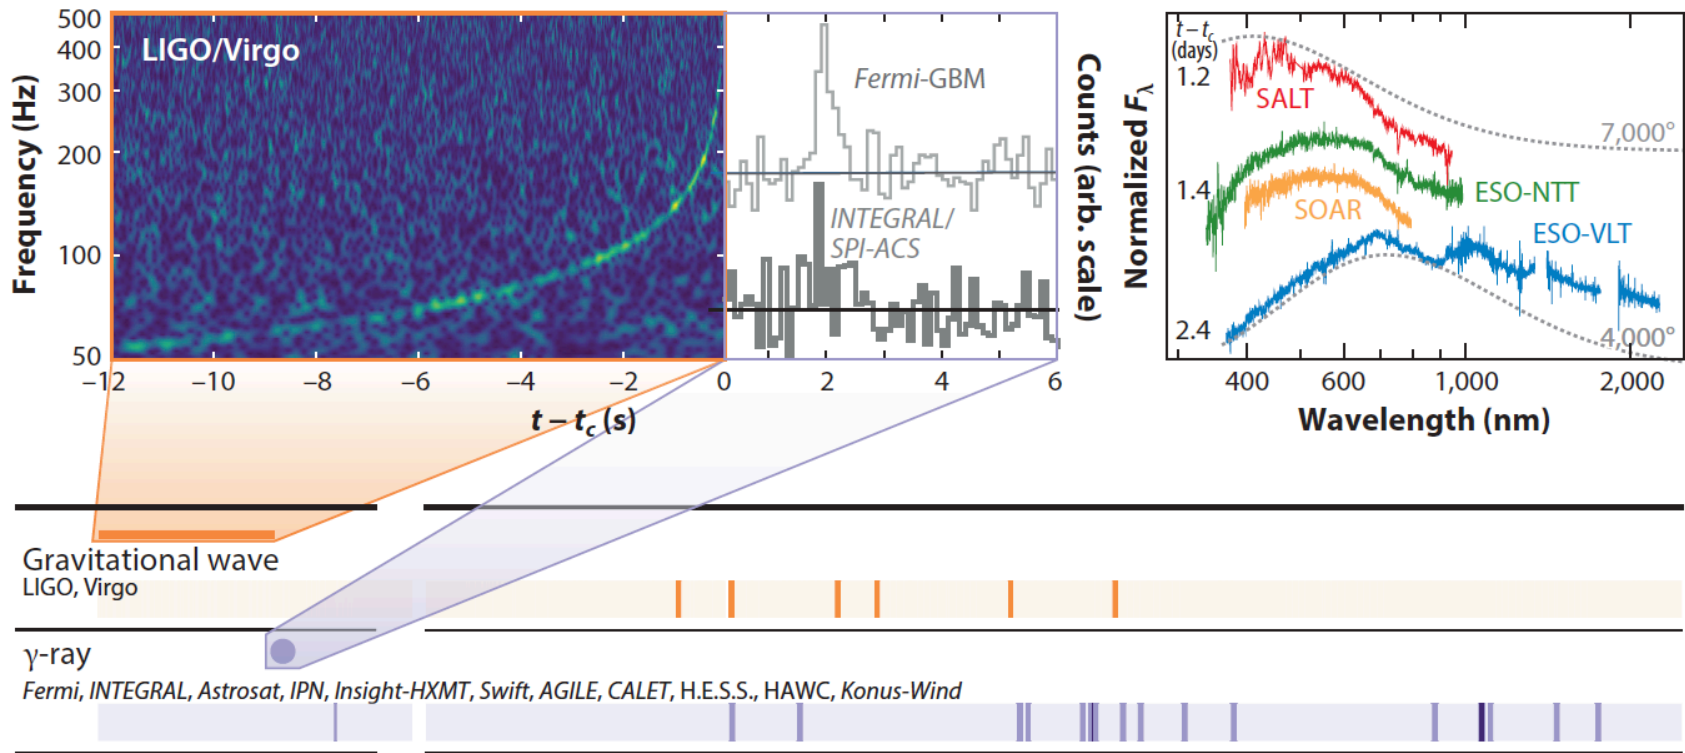 LIGO/Virgo
Frequency (Hz)
500
400
300
200
100
50
–12
–10
–8
–6
–4
–2
0
2
4
6
t – tc (s)
Fermi-GBM
INTEGRAL/
SPI-ACS
Counts (arb. scale)
Normalized Fλ
t – tc
(days)
1.2
1.4
2.4
SALT
7,000°
ESO-NTT
SOAR
ESO-VLT
4,000°
400
600
1,000
2,000
Wavelength (nm)
Gravitational wave
LIGO, Virgo
γ-ray
Fermi, INTEGRAL, Astrosat, IPN, Insight-HXMT, Swift, AGILE, CALET, H.E.S.S., HAWC, Konus-Wind